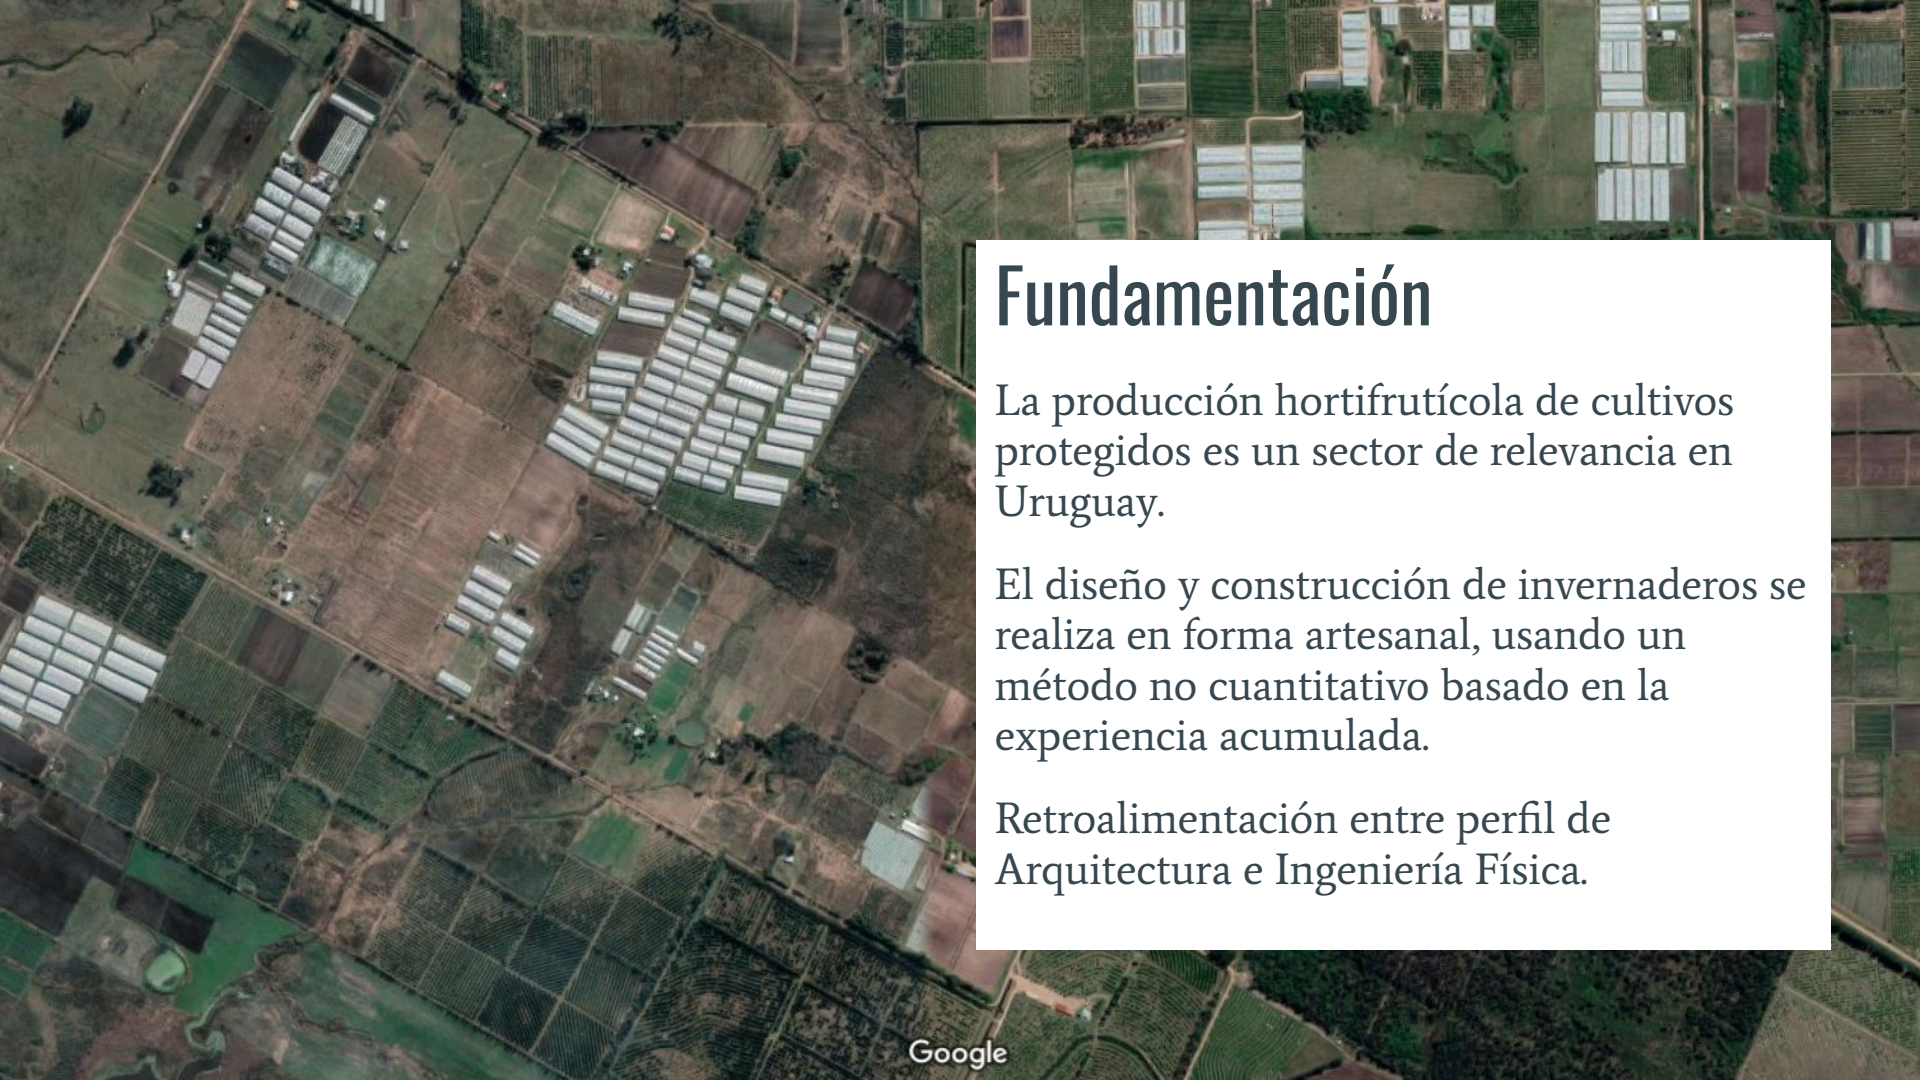 Fundamentación
La producción hortifrutícola de cultivos
protegidos es un sector de relevancia en
Uruguay.
El diseño y construcción de invernaderos se
realiza en forma artesanal, usando un
método no cuantitativo basado en la
experiencia acumulada.
Retroalimentación entre perfil de
Arquitectura e Ingeniería Física.
Google